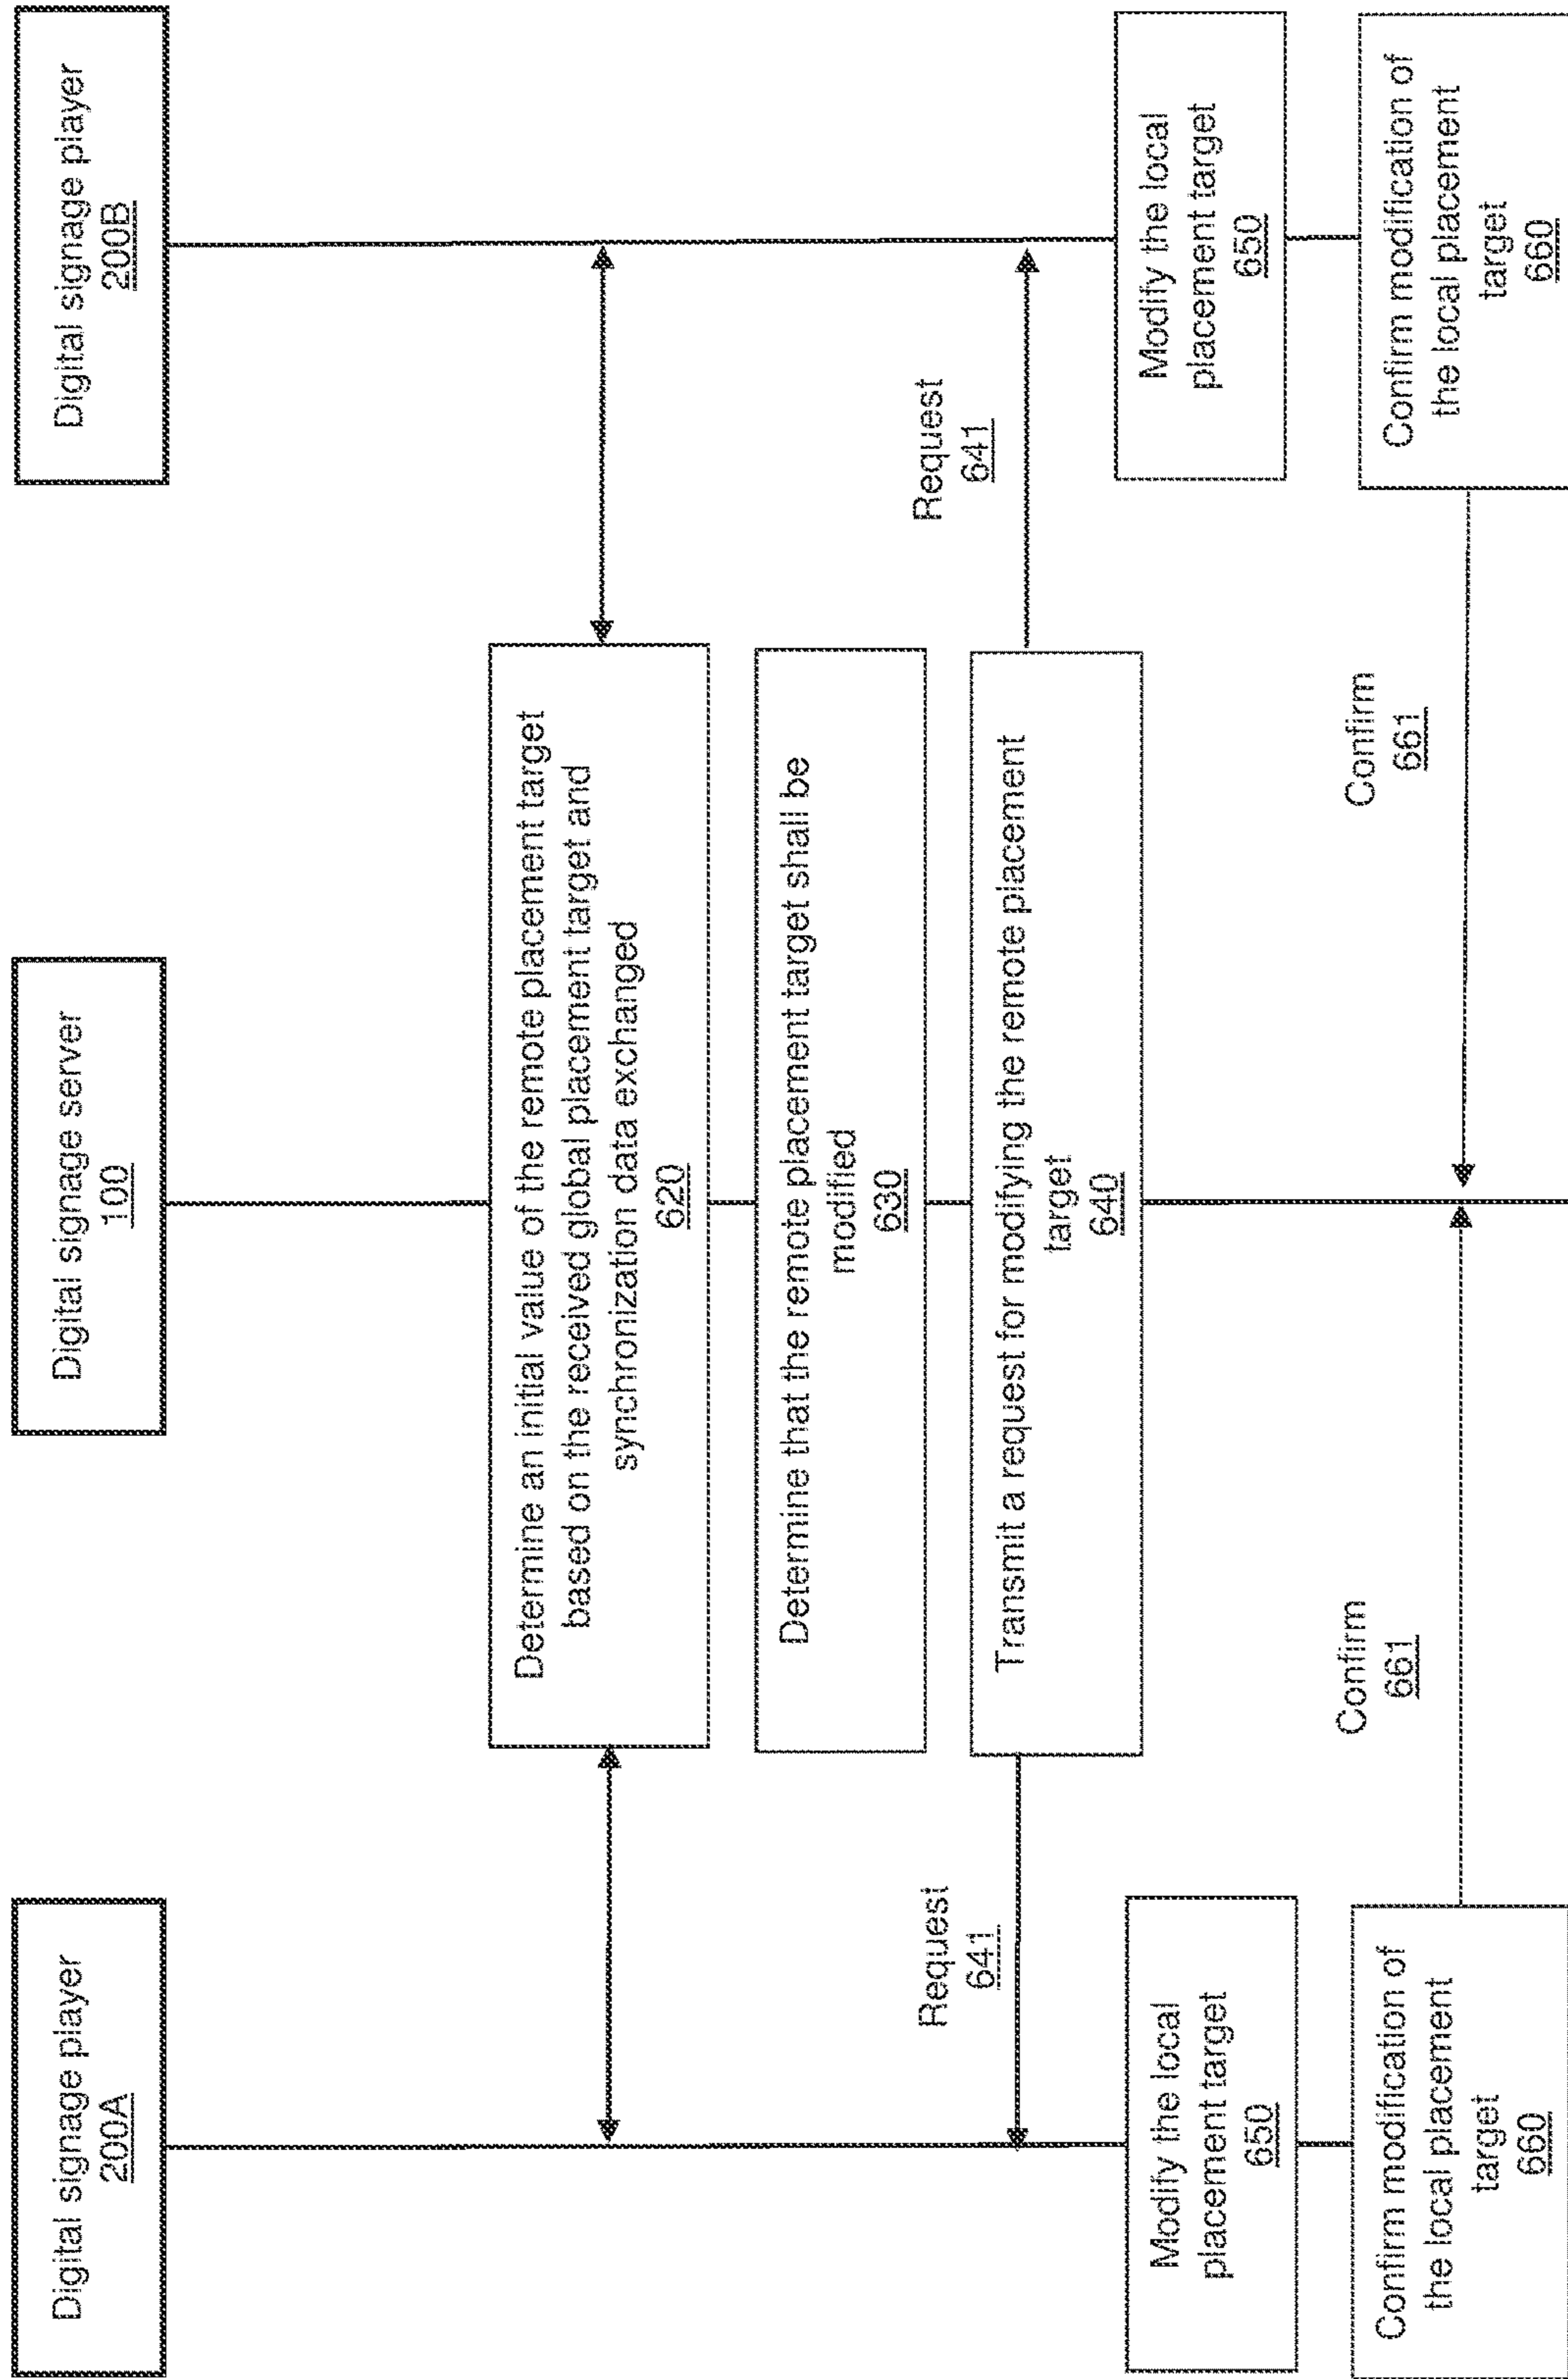 Digital signage player
200A
Digital signage server
100
Digital signage player
200B
Determine an initial value of the remote placement target
based on the received global placement target and
synchronization data exchanged
620
Determine that the remote placement target shall be
modified
630
Request
641
Transmit a request for modifying the remote placement
target
640
Request
641
Modify the local
placement target
650
Modify the local
placement target
650
Confirm modification of
the local placement
target
660
Confirm
661
Confirm
661
Confirm modification of
the local placement
target
660